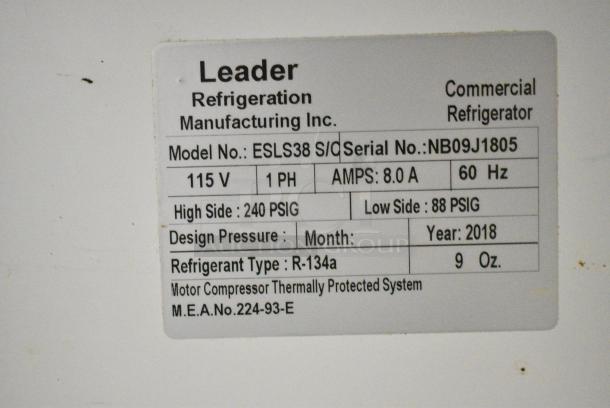 Leader
Refrigeration
Manufacturing Inc.
Commercial
Refrigerator
Model No.: ESLS38 S/C Serial No.:NB09J1805
115 V 1 PH AMPS: 8.0 A 60 Hz
High Side : 240 PSIG Low Side : 88 PSIG
Design Pressure : Month: Year: 2018
Refrigerant Type : R-134a 9 Oz.
Motor Compressor Thermally Protected System
M.E.A.No.224-93-E